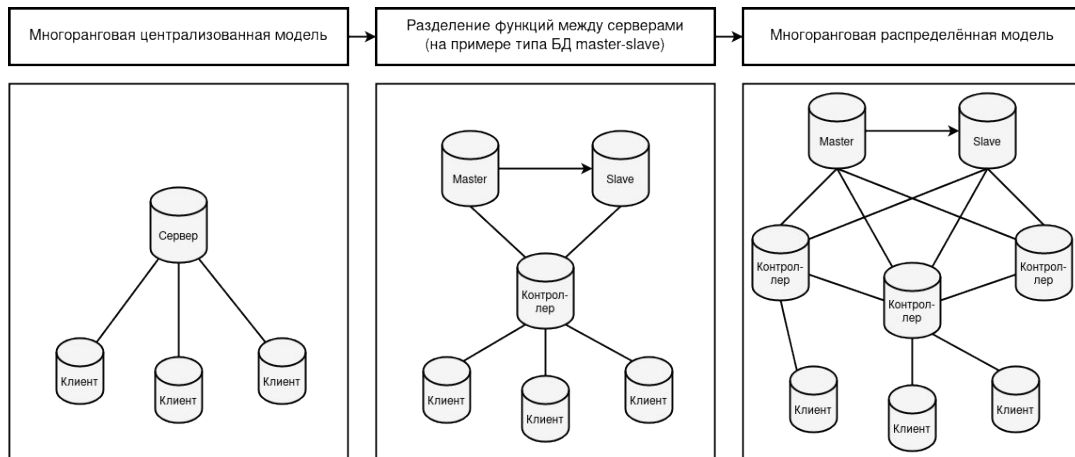 Многоранговая централизованная модель
Разделение функций между серверами
(на примере типа БД master-slave)
Многоранговая распределённая модель
Сервер
Клиент
Клиент
Клиент
Master
Slave
Контрол-
лер
Клиент
Клиент
Клиент
Master
Slave
Контрол-
лер
Контрол-
лер
Контрол-
лер
Клиент
Клиент
Клиент